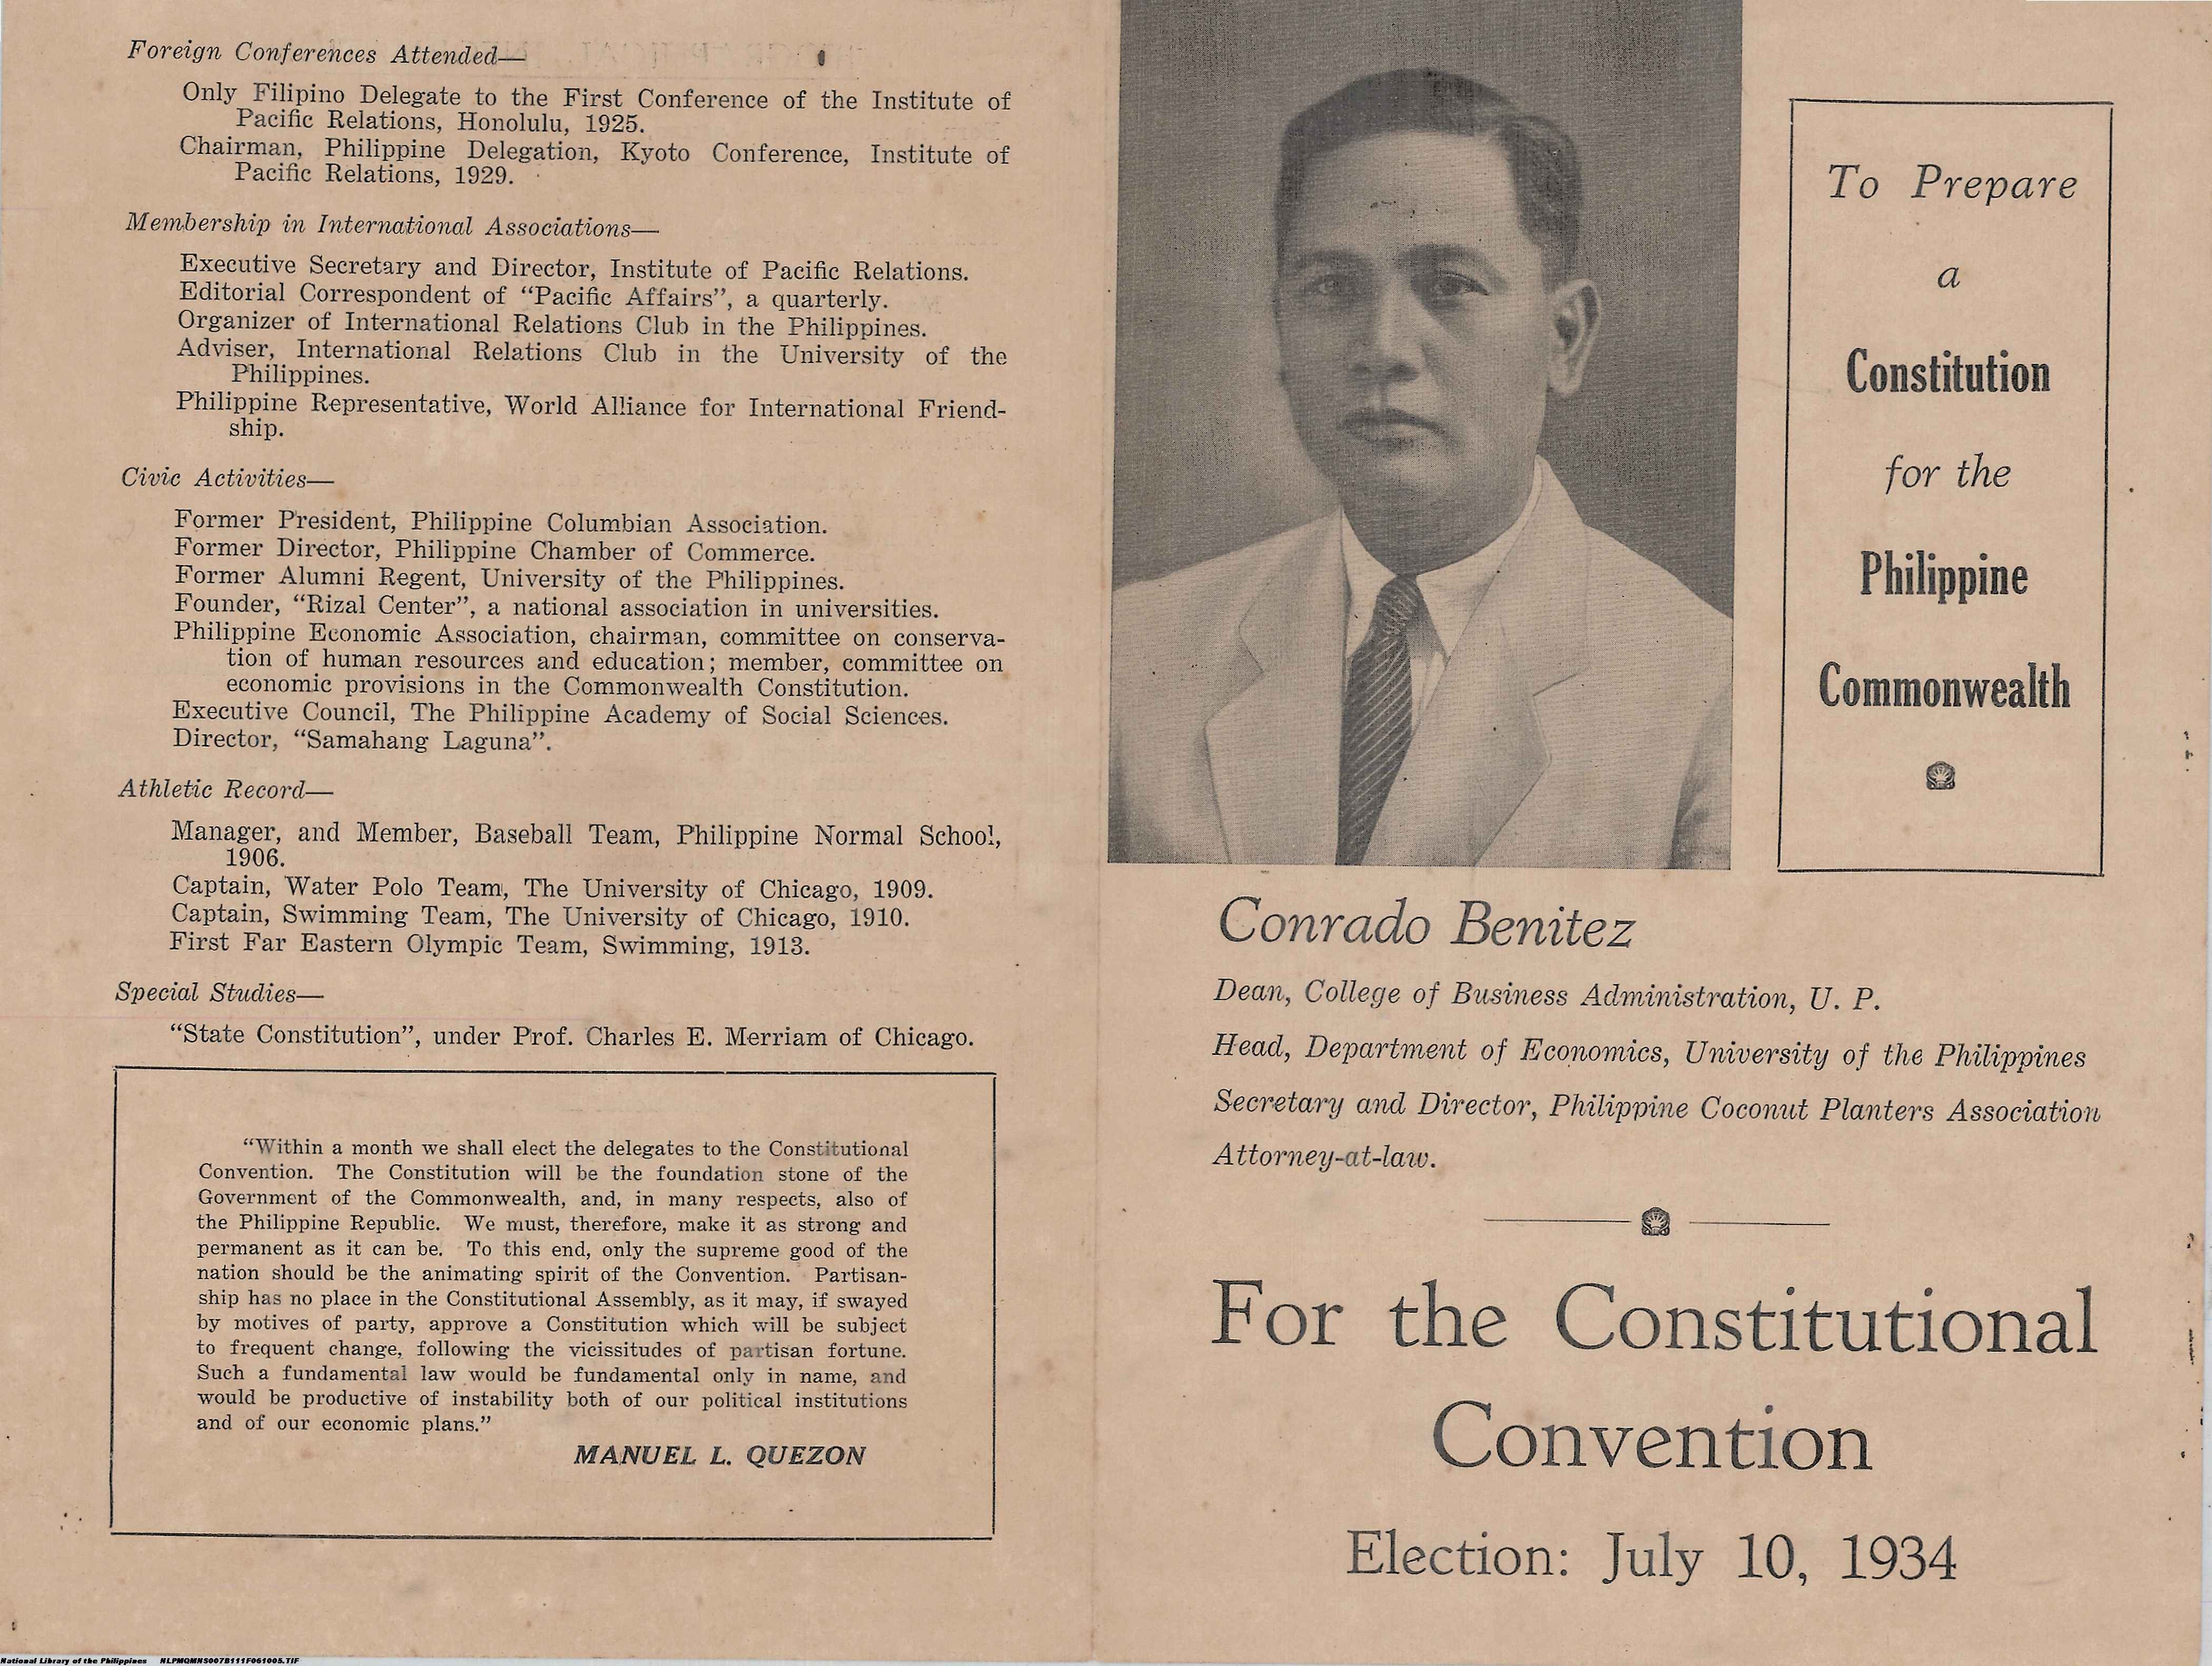 Foreign Conferences Attended—
Only Filipino Delegate to the First Conference of the Institute of
Pacific Relations, Honolulu, 1925.
Chairman, Philippine Delegation, Kyoto Conference, Institute of
Pacific Relations, 1929.
Membership in International Associations—
Executive Secretary and Director, Institute of Pacific Relations.
Editorial Correspondent of “Pacific Affairs”, a quarterly.
Organizer of International Relations Club in the Philippines.
Adviser, International Relations Club in the University of the
Philippines.
Philippine Representative, World Alliance for International Friend-
ship.
Civic Activities—
Former President, Philippine Columbian Association.
Former Director, Philippine Chamber of Commerce.
Former Alumni Regent, University of the Philippines.
Founder, “Rizal Center”, a national association in universities.
Philippine Economic Association, chairman, committee on conserva-
tion of human resources and education; member, committee on
economic provisions in the Commonwealth Constitution.
Executive Council, The Philippine Academy of Social Sciences.
Director, “Samahang Laguna”.
Athletic Record—
Manager, and Member, Baseball Team, Philippine Normal School,
1906.
Captain, Water Polo Team, The University of Chicago, 1909.
Captain, Swimming Team, The University of Chicago, 1910.
First Far Eastern Olympic Team, Swimming, 1913.
Special Studies—
“State Constitution”, under Prof. Charles E. Merriam of Chicago.
“Within a month we shall elect the delegates to the Constitutional
Convention. The Constitution will be the foundation stone of the
Government of the Commonwealth, and, in many respects, also of
the Philippine Republic. We must, therefore, make it as strong and
permanent as it can be. To this end, only the supreme good of the
nation should be the animating spirit of the Convention. Partisan-
ship has no place in the Constitutional Assembly, as it may, if swayed
by motives of party, approve a Constitution which will be subject
to frequent change, following the vicissitudes of partisan fortune.
Such a fundamental law would be fundamental only in name, and
would be productive of instability both of our political institutions
and of our economic plans.”
MANUEL L. QUEZON
To Prepare
a
Constitution
for the
Philippine
Commonwealth
Conrado Benitez
Dean, College of Business Administration, U. P.
Head, Department of Economics, University of the Philippines
Secretary and Director, Philippine Coconut Planters Association
Attorney-at-law.
For the Constitutional
Convention
Election: July 10, 1934
National Library of the Philippines NLPMQMNS007B111F061005.TIF